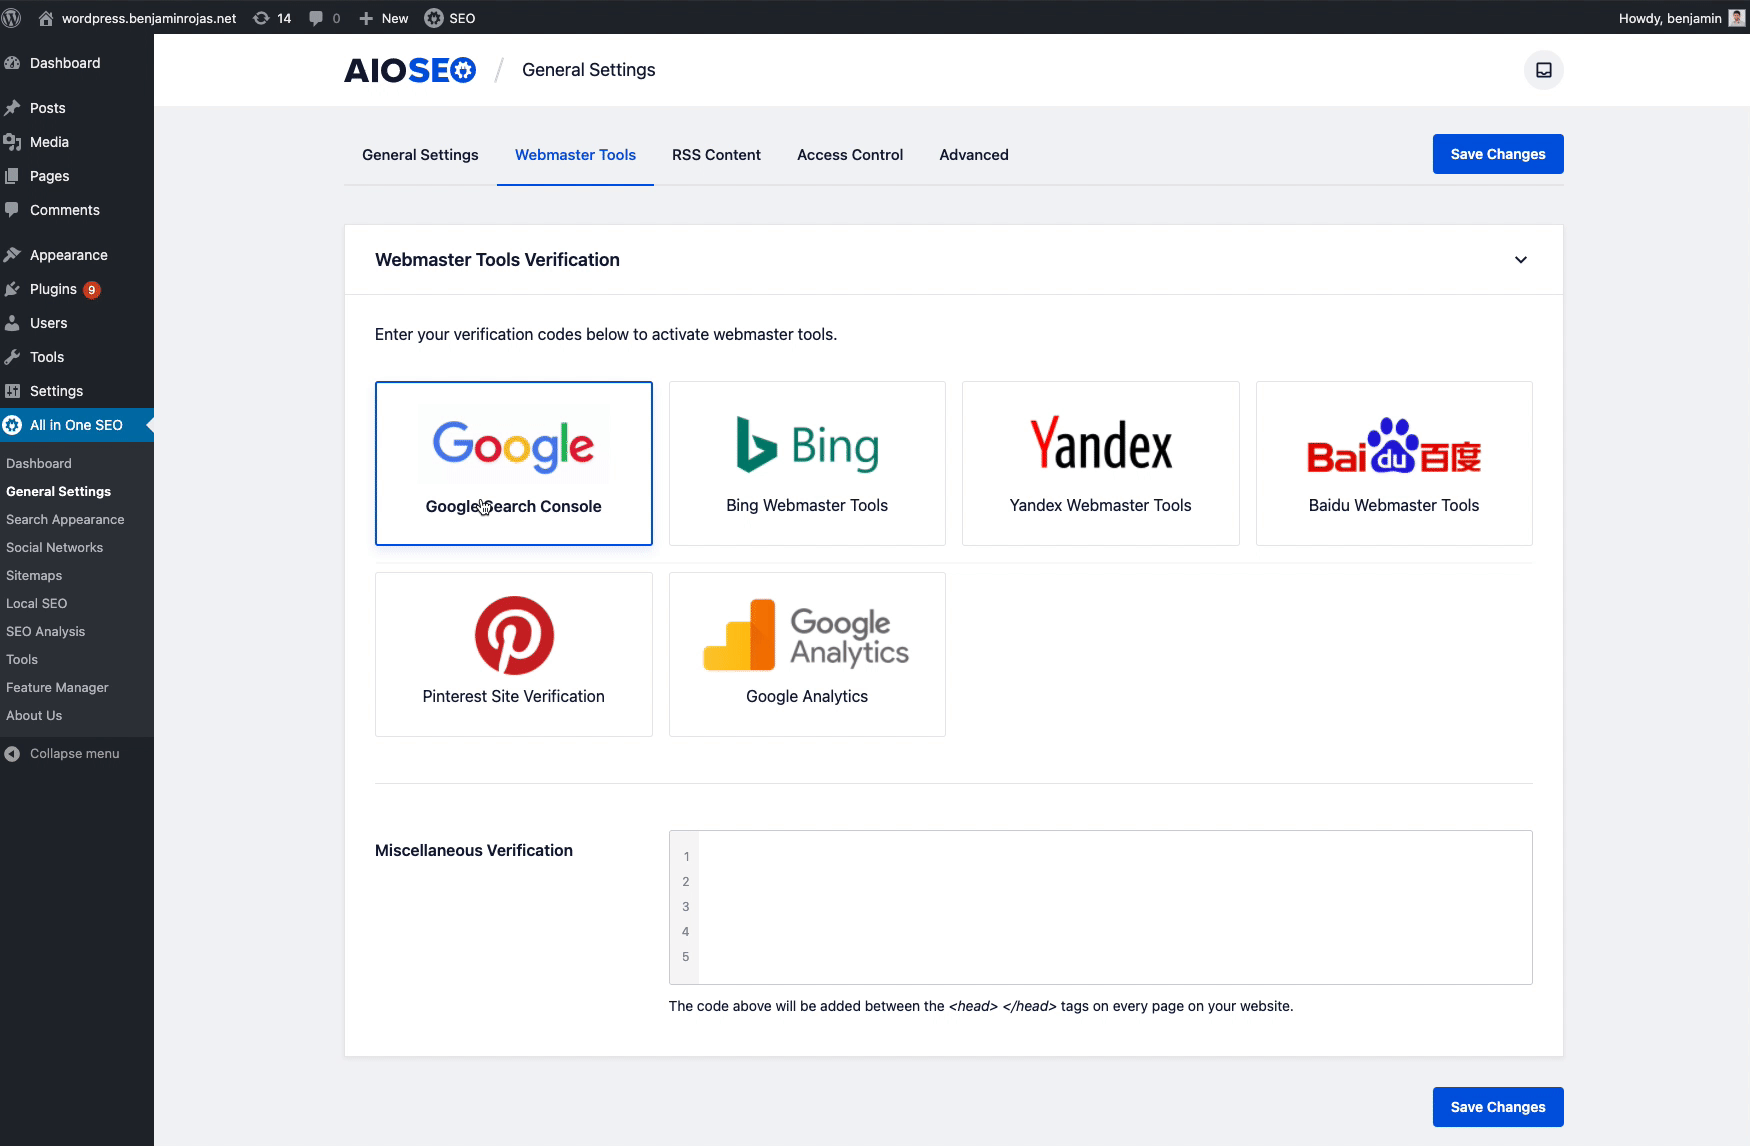 wordpress.benjaminrojas.net 14 0 New SEO Howdy, benjamin
Dashboard
Posts
Media
Pages
Comments
Appearance
Plugins 9
Users
Tools
Settings
All in One SEO
Dashboard
General Settings
Search Appearance
Social Networks
Sitemaps
Local SEO
SEO Analysis
Tools
Feature Manager
About Us
Collapse menu
AIOSEO / General Settings
General Settings Webmaster Tools RSS Content Access Control Advanced Save Changes
Webmaster Tools Verification
Enter your verification codes below to activate webmaster tools.
Google
Google Search Console
Bing
Bing Webmaster Tools
Yandex
Yandex Webmaster Tools
Bai du 百度
Baidu Webmaster Tools
Pinterest Site Verification
Google
Analytics
Google Analytics
Miscellaneous Verification
1
2
3
4
5
The code above will be added between the <head> </head> tags on every page on your website.
Save Changes